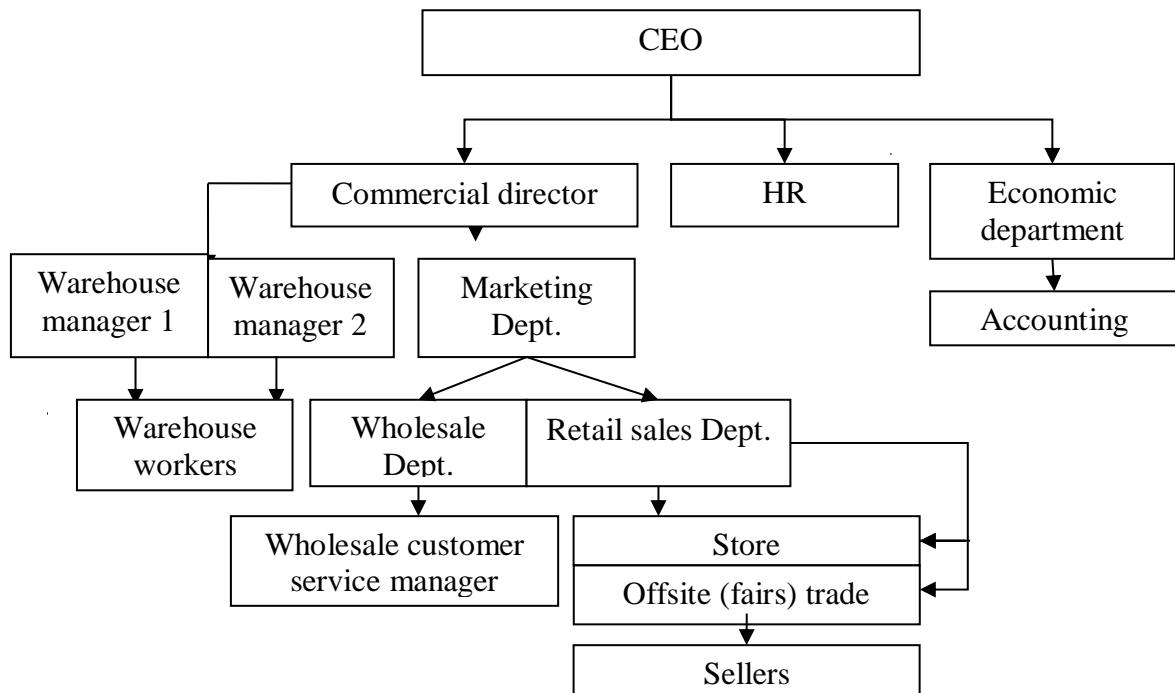 CEO
Commercial director
HR
Economic
department
Warehouse
manager 1
Warehouse
manager 2
Marketing
Dept.
Accounting
Warehouse
workers
Wholesale
Dept.
Retail sales Dept.
Wholesale customer
service manager
Store
Offsite (fairs) trade
Sellers